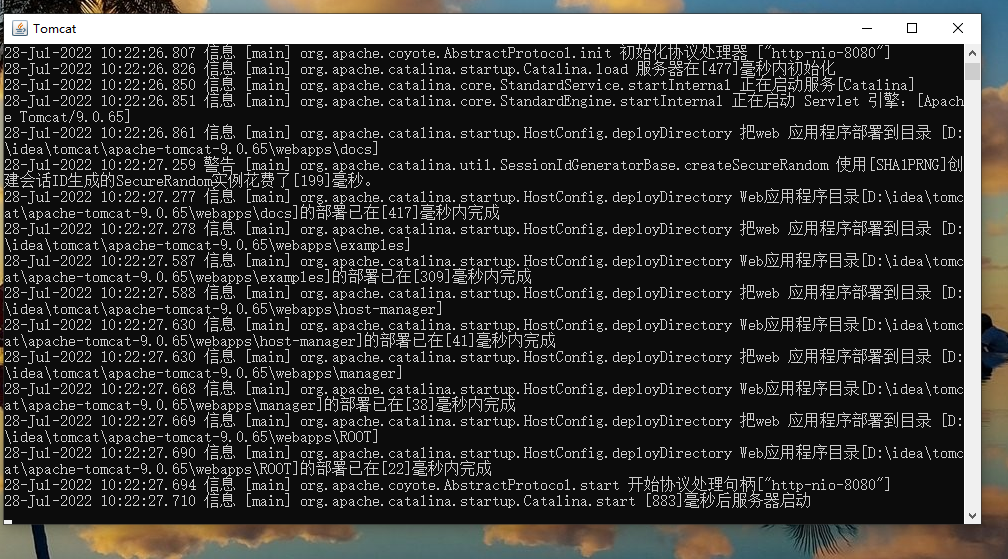 Tomcat
28-Jul-2022 10:22:26.807 信息 [main] org.apache.coyote.AbstractProtocol.init 初始化协议处理器 ["http-nio-8080"]
28-Jul-2022 10:22:26.826 信息 [main] org.apache.catalina.startup.Catalina.load 服务器在[477]毫秒内初始化
28-Jul-2022 10:22:26.850 信息 [main] org.apache.catalina.core.StandardService.startInternal 正在启动服务[Catalina]
28-Jul-2022 10:22:26.851 信息 [main] org.apache.catalina.core.StandardEngine.startInternal 正在启动 Servlet 引擎：[Apach
e Tomcat/9.0.65]
28-Jul-2022 10:22:26.861 信息 [main] org.apache.catalina.startup.HostConfig.deployDirectory 把web 应用程序部署到目录 [D:
\idea\tomcat\apache-tomcat-9.0.65\webapps\docs]
28-Jul-2022 10:22:27.259 警告 [main] org.apache.catalina.util.SessionIdGeneratorBase.createSecureRandom 使用[SHA1PRNG]创
建会话ID生成的SecureRandom实例花费了[199]毫秒。
28-Jul-2022 10:22:27.277 信息 [main] org.apache.catalina.startup.HostConfig.deployDirectory Web应用程序目录[D:\idea\tomc
at\apache-tomcat-9.0.65\webapps\docs]的部署已在[417]毫秒内完成
28-Jul-2022 10:22:27.278 信息 [main] org.apache.catalina.startup.HostConfig.deployDirectory 把web 应用程序部署到目录 [D:
\idea\tomcat\apache-tomcat-9.0.65\webapps\examples]
28-Jul-2022 10:22:27.587 信息 [main] org.apache.catalina.startup.HostConfig.deployDirectory Web应用程序目录[D:\idea\tomc
at\apache-tomcat-9.0.65\webapps\examples]的部署已在[309]毫秒内完成
28-Jul-2022 10:22:27.588 信息 [main] org.apache.catalina.startup.HostConfig.deployDirectory 把web 应用程序部署到目录 [D:
\idea\tomcat\apache-tomcat-9.0.65\webapps\host-manager]
28-Jul-2022 10:22:27.630 信息 [main] org.apache.catalina.startup.HostConfig.deployDirectory Web应用程序目录[D:\idea\tomc
at\apache-tomcat-9.0.65\webapps\host-manager]的部署已在[41]毫秒内完成
28-Jul-2022 10:22:27.630 信息 [main] org.apache.catalina.startup.HostConfig.deployDirectory 把web 应用程序部署到目录 [D:
\idea\tomcat\apache-tomcat-9.0.65\webapps\manager]
28-Jul-2022 10:22:27.668 信息 [main] org.apache.catalina.startup.HostConfig.deployDirectory Web应用程序目录[D:\idea\tomc
at\apache-tomcat-9.0.65\webapps\manager]的部署已在[38]毫秒内完成
28-Jul-2022 10:22:27.669 信息 [main] org.apache.catalina.startup.HostConfig.deployDirectory 把web 应用程序部署到目录 [D:
\idea\tomcat\apache-tomcat-9.0.65\webapps\ROOT]
28-Jul-2022 10:22:27.690 信息 [main] org.apache.catalina.startup.HostConfig.deployDirectory Web应用程序目录[D:\idea\tomc
at\apache-tomcat-9.0.65\webapps\ROOT]的部署已在[22]毫秒内完成
28-Jul-2022 10:22:27.694 信息 [main] org.apache.coyote.AbstractProtocol.start 开始协议处理句柄["http-nio-8080"]
28-Jul-2022 10:22:27.710 信息 [main] org.apache.catalina.startup.Catalina.start [883]毫秒后服务器启动